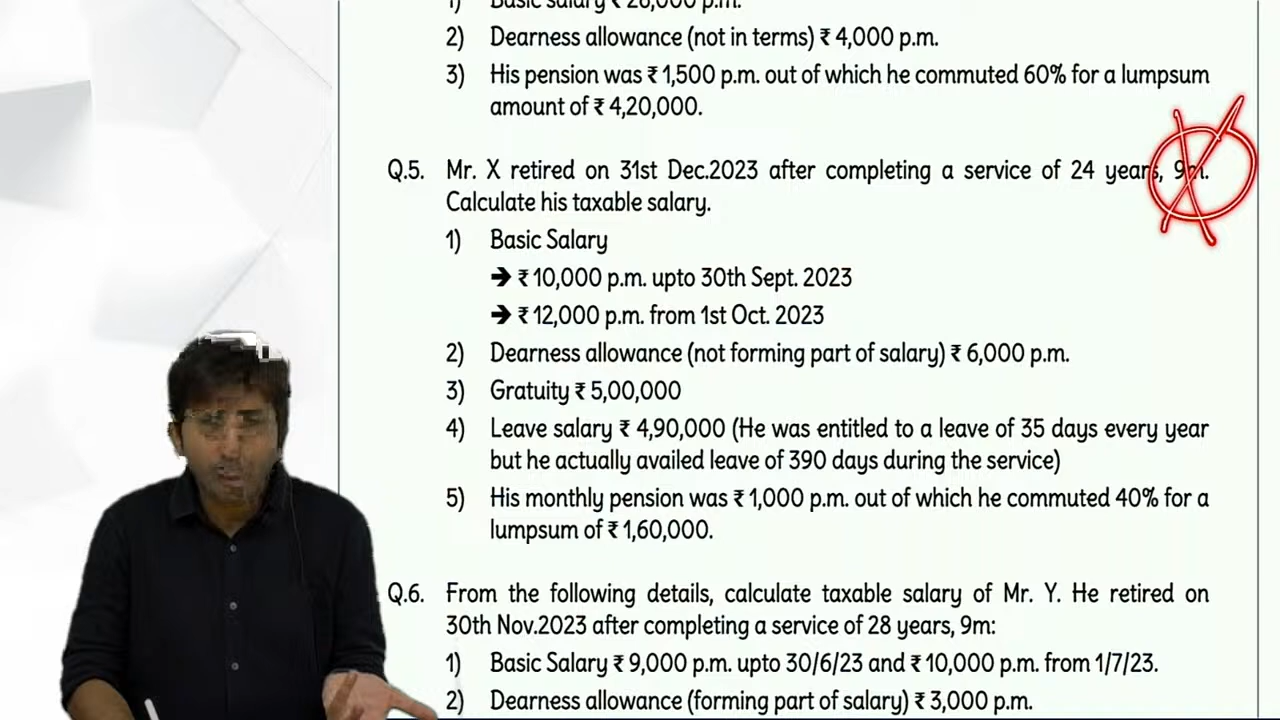 1) Basic salary ₹ 28,000 p.m.
2) Dearness allowance (not in terms) ₹ 4,000 p.m.
3) His pension was ₹ 1,500 p.m. out of which he commuted 60% for a lumpsum
amount of ₹ 4,20,000.
Q.5. Mr. X retired on 31st Dec.2023 after completing a service of 24 years, 9m.
Calculate his taxable salary.
1) Basic Salary
➔ ₹ 10,000 p.m. upto 30th Sept. 2023
➔ ₹ 12,000 p.m. from 1st Oct. 2023
2) Dearness allowance (not forming part of salary) ₹ 6,000 p.m.
3) Gratuity ₹ 5,00,000
4) Leave salary ₹ 4,90,000 (He was entitled to a leave of 35 days every year
but he actually availed leave of 390 days during the service)
5) His monthly pension was ₹ 1,000 p.m. out of which he commuted 40% for a
lumpsum of ₹ 1,60,000.
Q.6. From the following details, calculate taxable salary of Mr. Y. He retired on
30th Nov.2023 after completing a service of 28 years, 9m:
1) Basic Salary ₹ 9,000 p.m. upto 30/6/23 and ₹ 10,000 p.m. from 1/7/23.
2) Dearness allowance (forming part of salary) ₹ 3,000 p.m.